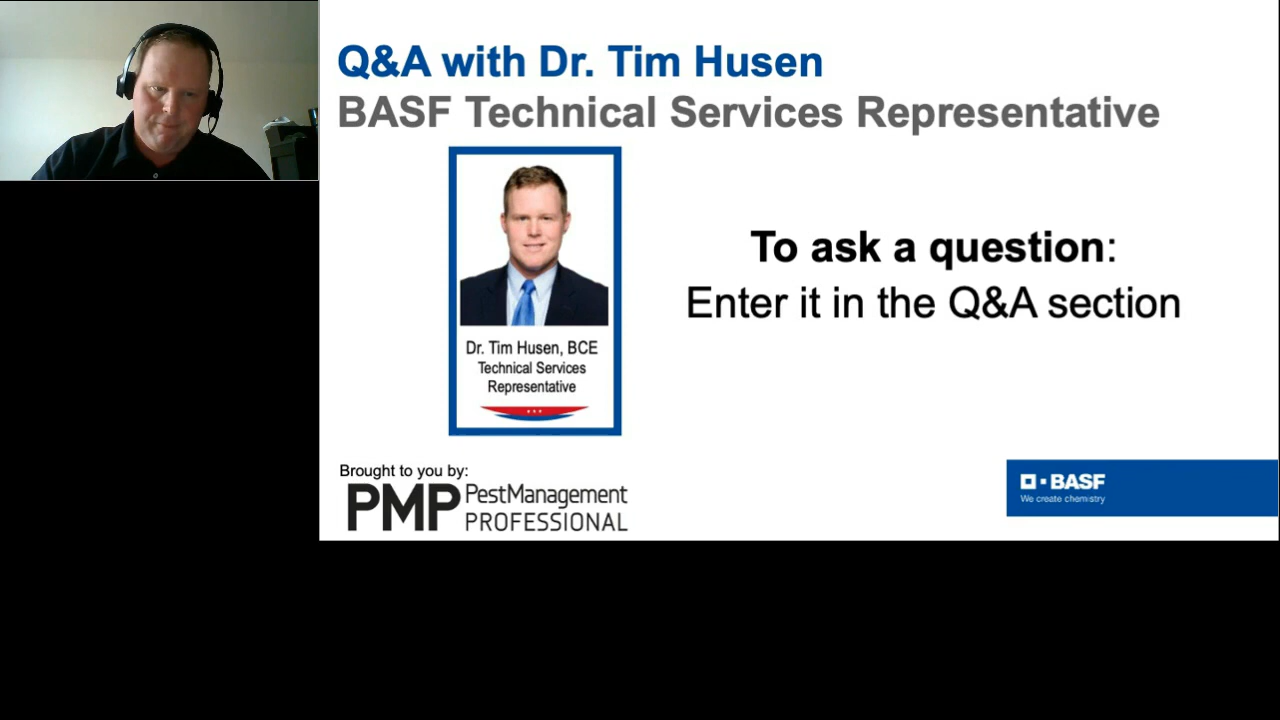 Q&A with Dr. Tim Husen
BASF Technical Services Representative
To ask a question:
Enter it in the Q&A section
Dr. Tim Husen, BCE
Technical Services
Representative
Brought to you by:
PMP PestManagement
PROFESSIONAL
BASF
We create chemistry